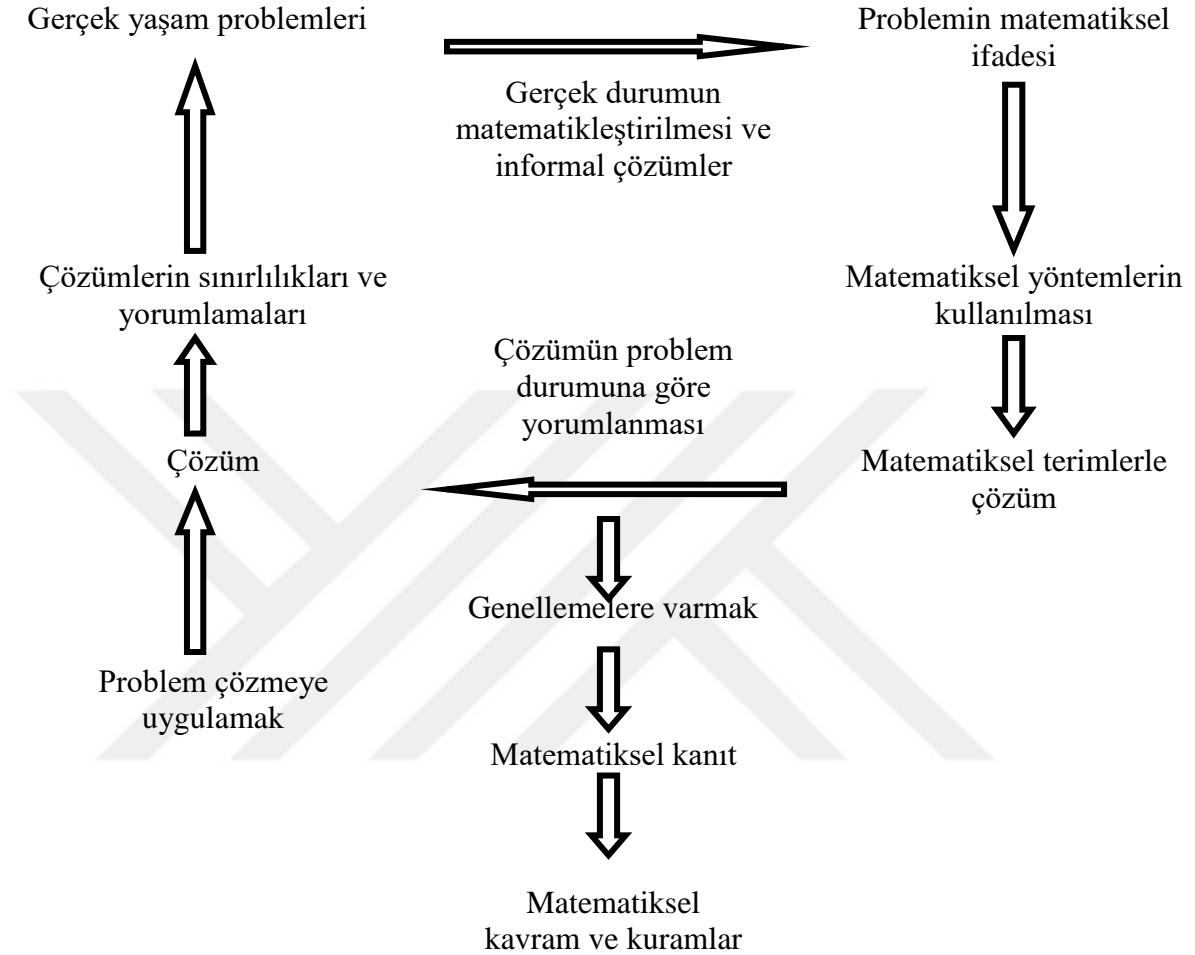 Gerçek yaşam problemleri
Problemin matematiksel
ifadesi
Gerçek durumun
matematikleştirilmesi ve
informal çözümler
Çözümlerin sınırlılıkları ve
yorumlamaları
Matematiksel yöntemlerin
kullanılması
Çözümün problem
durumuna göre
yorumlanması
Çözüm
Matematiksel terimlerle
çözüm
Genellemelere varmak
Problem çözmeye
uygulamak
Matematiksel kanıt
Matematiksel
kavram ve kuramlar